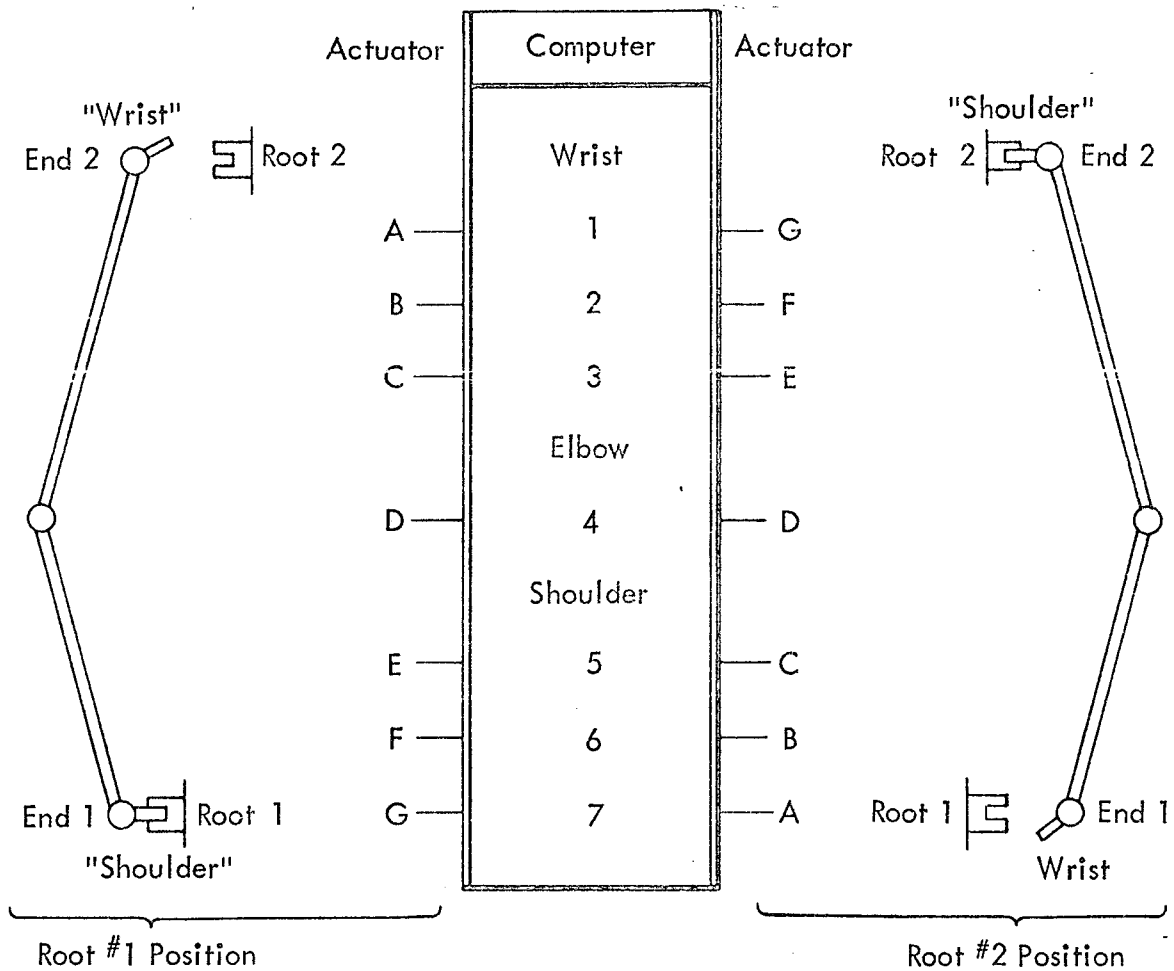 Actuator Computer Actuator
"Wrist" "Shoulder"
End 2 Root 2 Wrist Root 2 End 2
A 1 G
B 2 F
C 3 E
Elbow
D 4 D
Shoulder
E 5 C
F 6 B
End 1 Root 1 G 7 A Root 1 End 1
"Shoulder" Wrist
Root #1 Position Root #2 Position